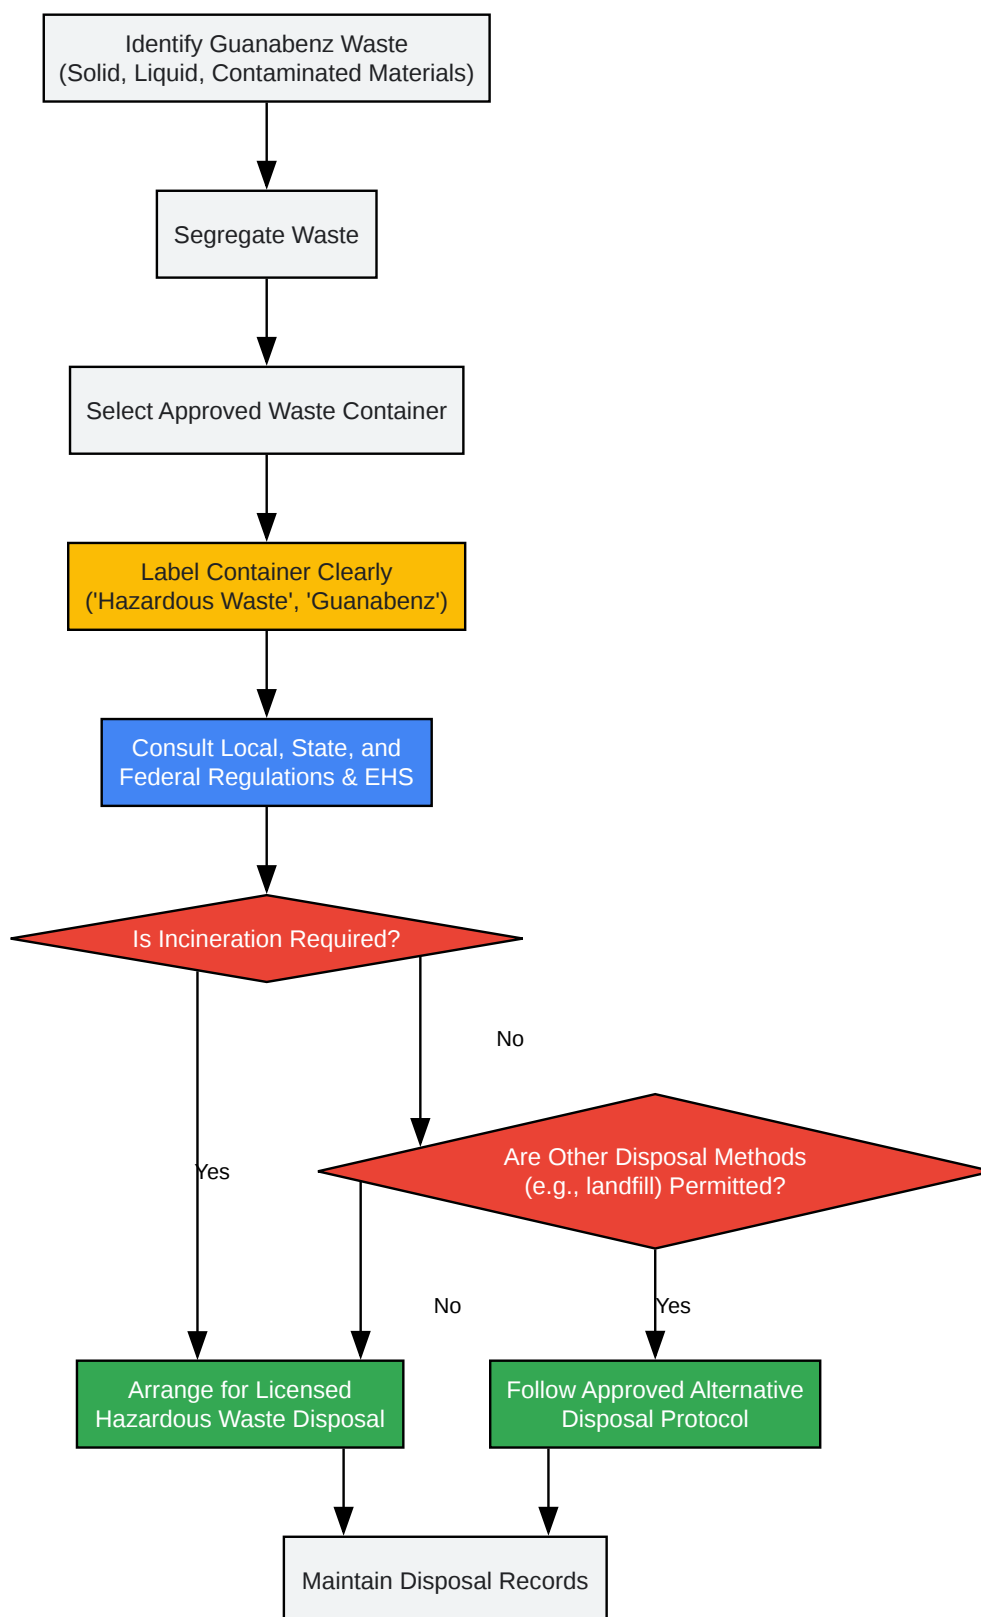 Identify Guanabenz Waste
(Solid, Liquid, Contaminated Materials)
Segregate Waste
Select Approved Waste Container
Label Container Clearly
('Hazardous Waste', 'Guanabenz')
Consult Local, State, and
Federal Regulations & EHS
Is Incineration Required?
No
Are Other Disposal Methods
(e.g., landfill) Permitted?
Yes
No
Yes
Arrange for Licensed
Hazardous Waste Disposal
Follow Approved Alternative
Disposal Protocol
Maintain Disposal Records